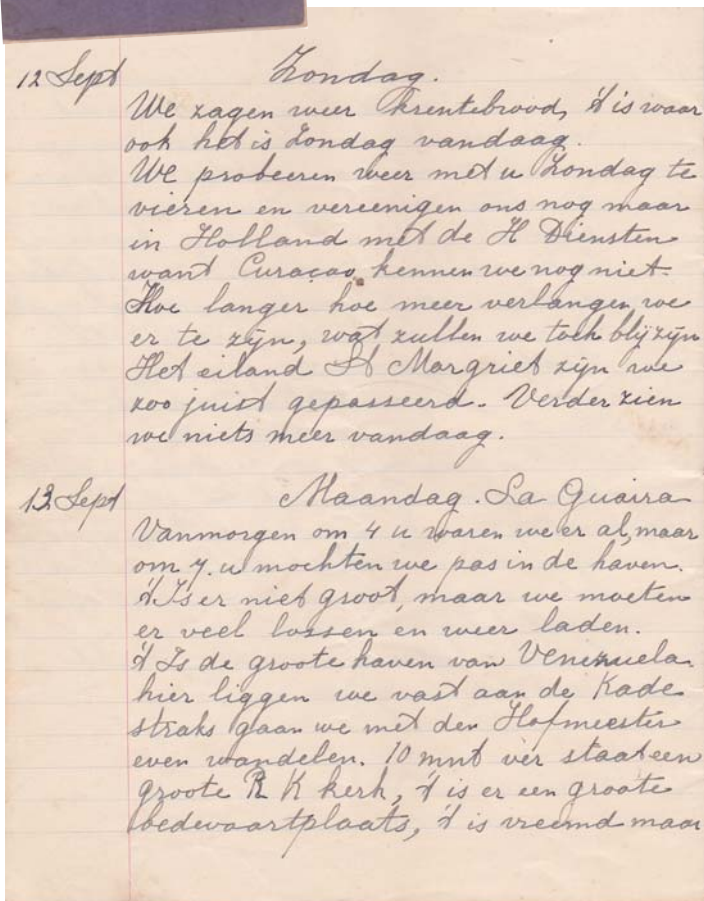 12 Sept Zondag.
We zagen weer Krentebrood, 't is waar
ook het is Zondag vandaag.
We probeeren weer met u Zondag te
vieren en vereenigen ons nog maar
in Holland met de H Diensten
want Curaçao kennen we nog niet.
Hoe langer hoe meer verlangen we
er te zijn, wat zullen we toch blij zijn
Het eiland St Margriet zijn we
zoo juist gepasseerd. Verder zien
we niets meer vandaag.
13 Sept Maandag. La Guaira
Vanmorgen om 4 u waren we er al, maar
om 7. u mochten we pas in de haven.
't Is er niet groot, maar we moeten
er veel lossen en weer laden.
't Is de groote haven van Venezuela.
hier liggen we vast aan de Kade
straks gaan we met den Hofmeester
even wandelen. 10 mnt ver staat een
groote R K kerk, 't is er een groote
bedevaartplaats, 't is vreemd maar